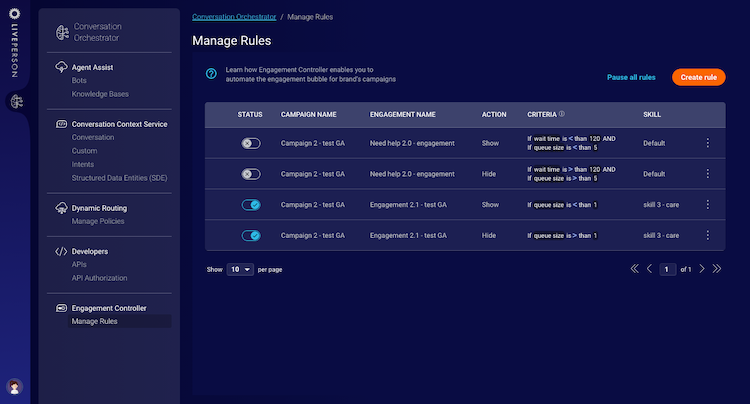 LIVEPERSON
Conversation
Orchestrator
Agent Assist
Bots
Knowledge Bases
Conversation Context Service
Conversation
Custom
Intents
Structured Data Entities (SDE)
Dynamic Routing
Manage Policies
Developers
APIs
API Authorization
Engagement Controller
Manage Rules
Conversation Orchestrator / Manage Rules
Manage Rules
Learn how Engagement Controller enables you to
automate the engagement bubble for brand's campaigns
Pause all rules
Create rule
STATUS CAMPAIGN NAME ENGAGEMENT NAME ACTION CRITERIA SKILL
Campaign 2 - test GA Need help 2.0 - engagement Show If wait time is < than 120 AND Default
If queue size is < than 5
Campaign 2 - test GA Need help 2.0 - engagement Hide If wait time is > than 120 AND Default
If queue size is > than 5
Campaign 2 - test GA Engagement 2.1 - test GA Show If queue size is < than 1 skill 3 - care
Campaign 2 - test GA Engagement 2.1 - test GA Hide If queue size is > than 1 skill 3 - care
Show 10 per page
1 of 1